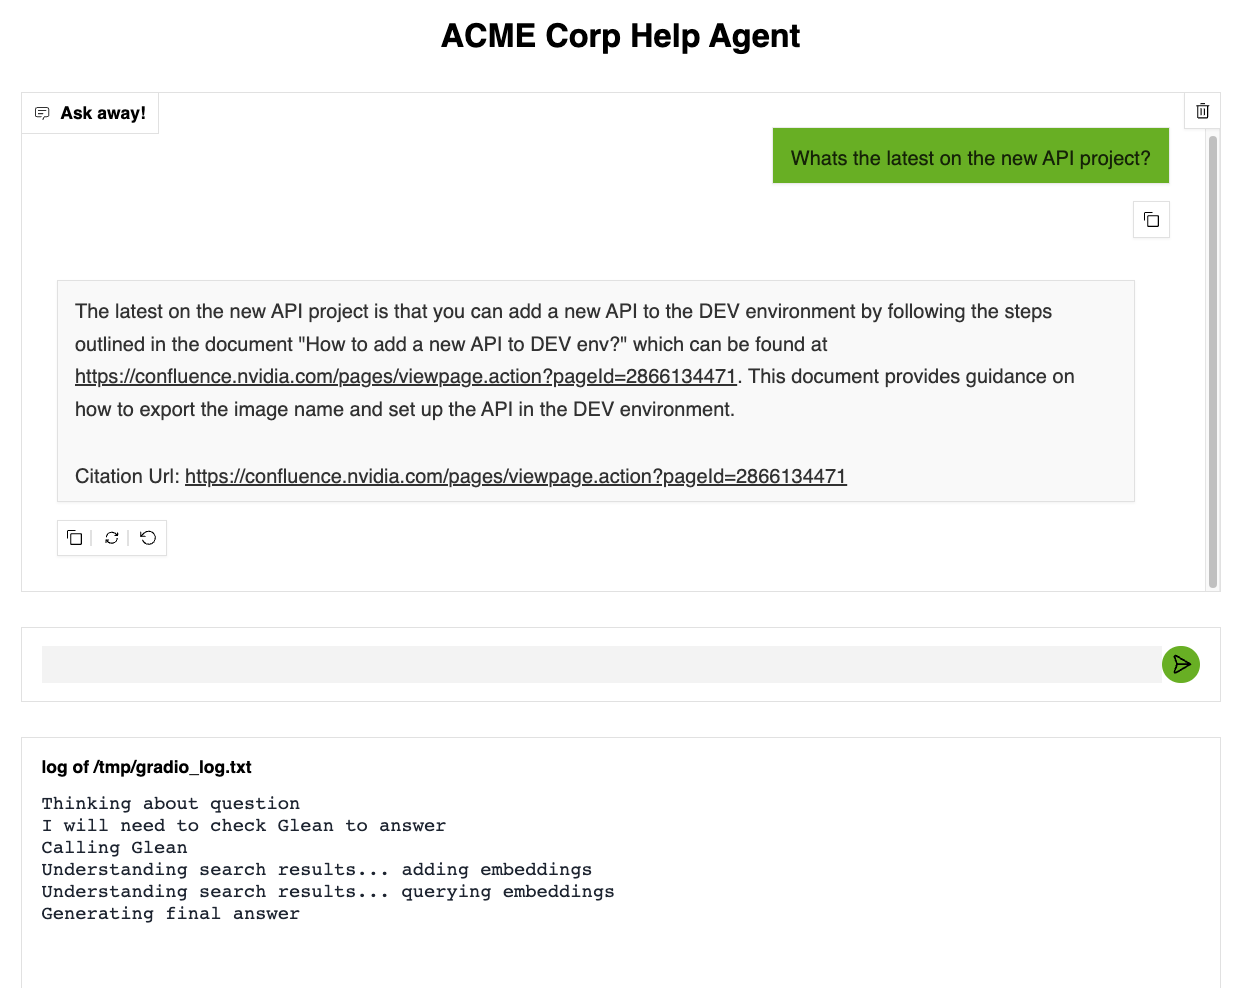 ACME Corp Help Agent
Ask away!
Whats the latest on the new API project?
The latest on the new API project is that you can add a new API to the DEV environment by following the steps
outlined in the document "How to add a new API to DEV env?" which can be found at
https://confluence.nvidia.com/pages/viewpage.action?pageId=2866134471. This document provides guidance on
how to export the image name and set up the API in the DEV environment.
Citation Url: https://confluence.nvidia.com/pages/viewpage.action?pageId=2866134471
log of /tmp/gradio_log.txt
Thinking about question
I will need to check Glean to answer
Calling Glean
Understanding search results... adding embeddings
Understanding search results... querying embeddings
Generating final answer